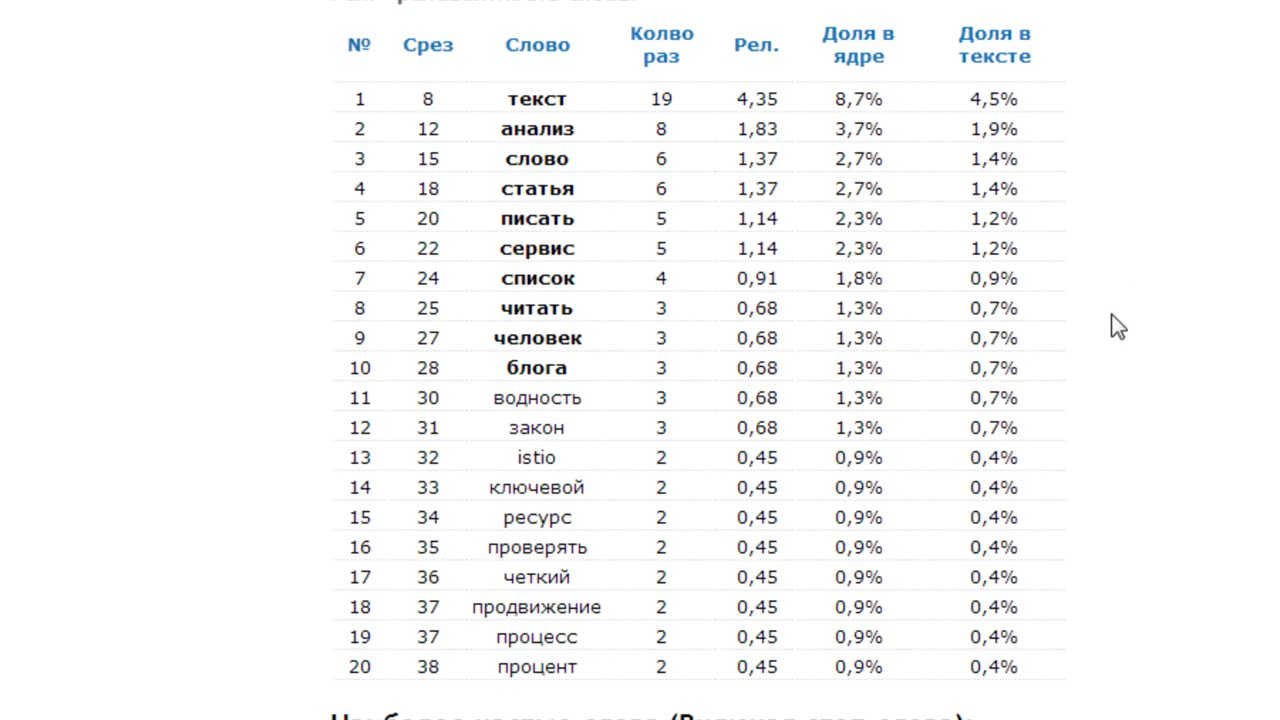 № Срез Слово Колво раз Рел. Доля в ядре Доля в тексте
1 8 текст 19 4,35 8,7% 4,5%
2 12 анализ 8 1,83 3,7% 1,9%
3 15 слово 6 1,37 2,7% 1,4%
4 18 статья 6 1,37 2,7% 1,4%
5 20 писать 5 1,14 2,3% 1,2%
6 22 сервис 5 1,14 2,3% 1,2%
7 24 список 4 0,91 1,8% 0,9%
8 25 читать 3 0,68 1,3% 0,7%
9 27 человек 3 0,68 1,3% 0,7%
10 28 блога 3 0,68 1,3% 0,7%
11 30 водность 3 0,68 1,3% 0,7%
12 31 закон 3 0,68 1,3% 0,7%
13 32 istio 2 0,45 0,9% 0,4%
14 33 ключевой 2 0,45 0,9% 0,4%
15 34 ресурс 2 0,45 0,9% 0,4%
16 35 проверять 2 0,45 0,9% 0,4%
17 36 четкий 2 0,45 0,9% 0,4%
18 37 продвижение 2 0,45 0,9% 0,4%
19 37 процесс 2 0,45 0,9% 0,4%
20 38 процент 2 0,45 0,9% 0,4%